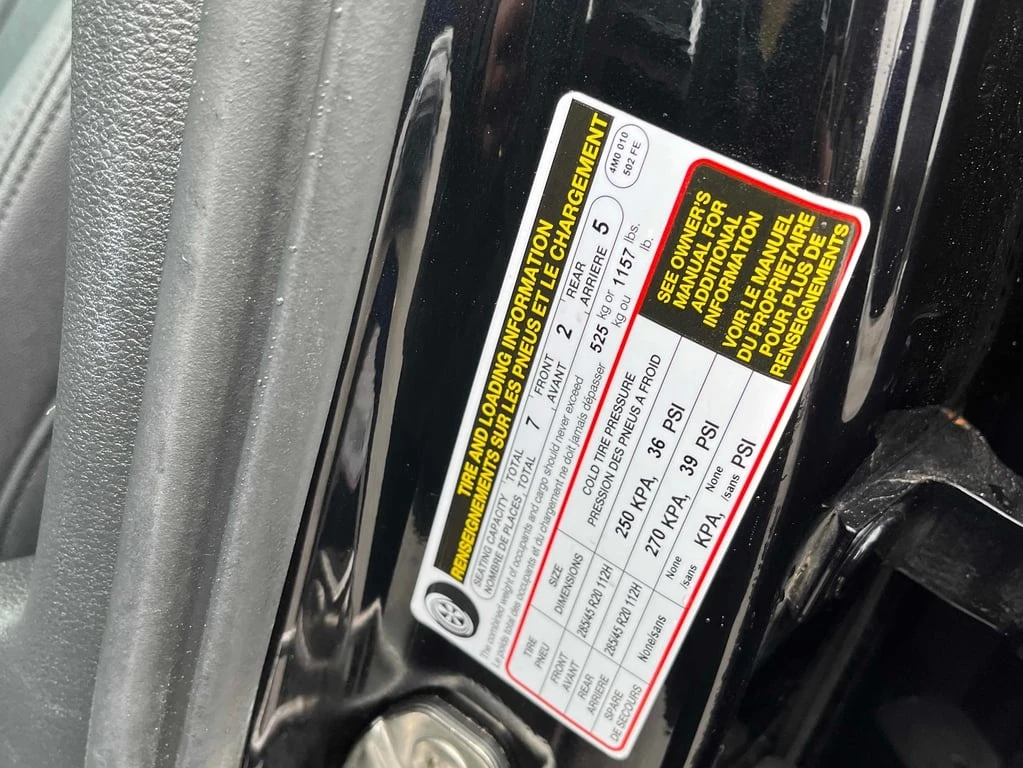 TIRE AND LOADING INFORMATION
RENSEIGNEMENTS SUR LES PNEUS ET LE CHARGEMENT
4M0 010
502 FE
SEATING CAPACITY TOTAL 7 FRONT 2 REAR 5
NOMBRE DE PLACES TOTAL AVANT ARRIERE
The combined weight of occupants and cargo should never exceed 525 kg or 1157 lbs.
Le poids total des occupants et du chargement ne doit jamais dépasser kg ou lb.
TIRE SIZE COLD TIRE PRESSURE
PNEU DIMENSIONS PRESSION DES PNEUS A FROID
FRONT
AVANT 285/45 R20 112H 250 KPA, 36 PSI
REAR
ARRIERE 285/45 R20 112H 270 KPA, 39 PSI
SPARE None None
DE SECOURS None/sans /sans KPA, /sans PSI
SEE OWNER'S
MANUAL FOR
ADDITIONAL
INFORMATION
VOIR LE MANUEL
DU PROPRIETAIRE
POUR PLUS DE
RENSEIGNEMENTS